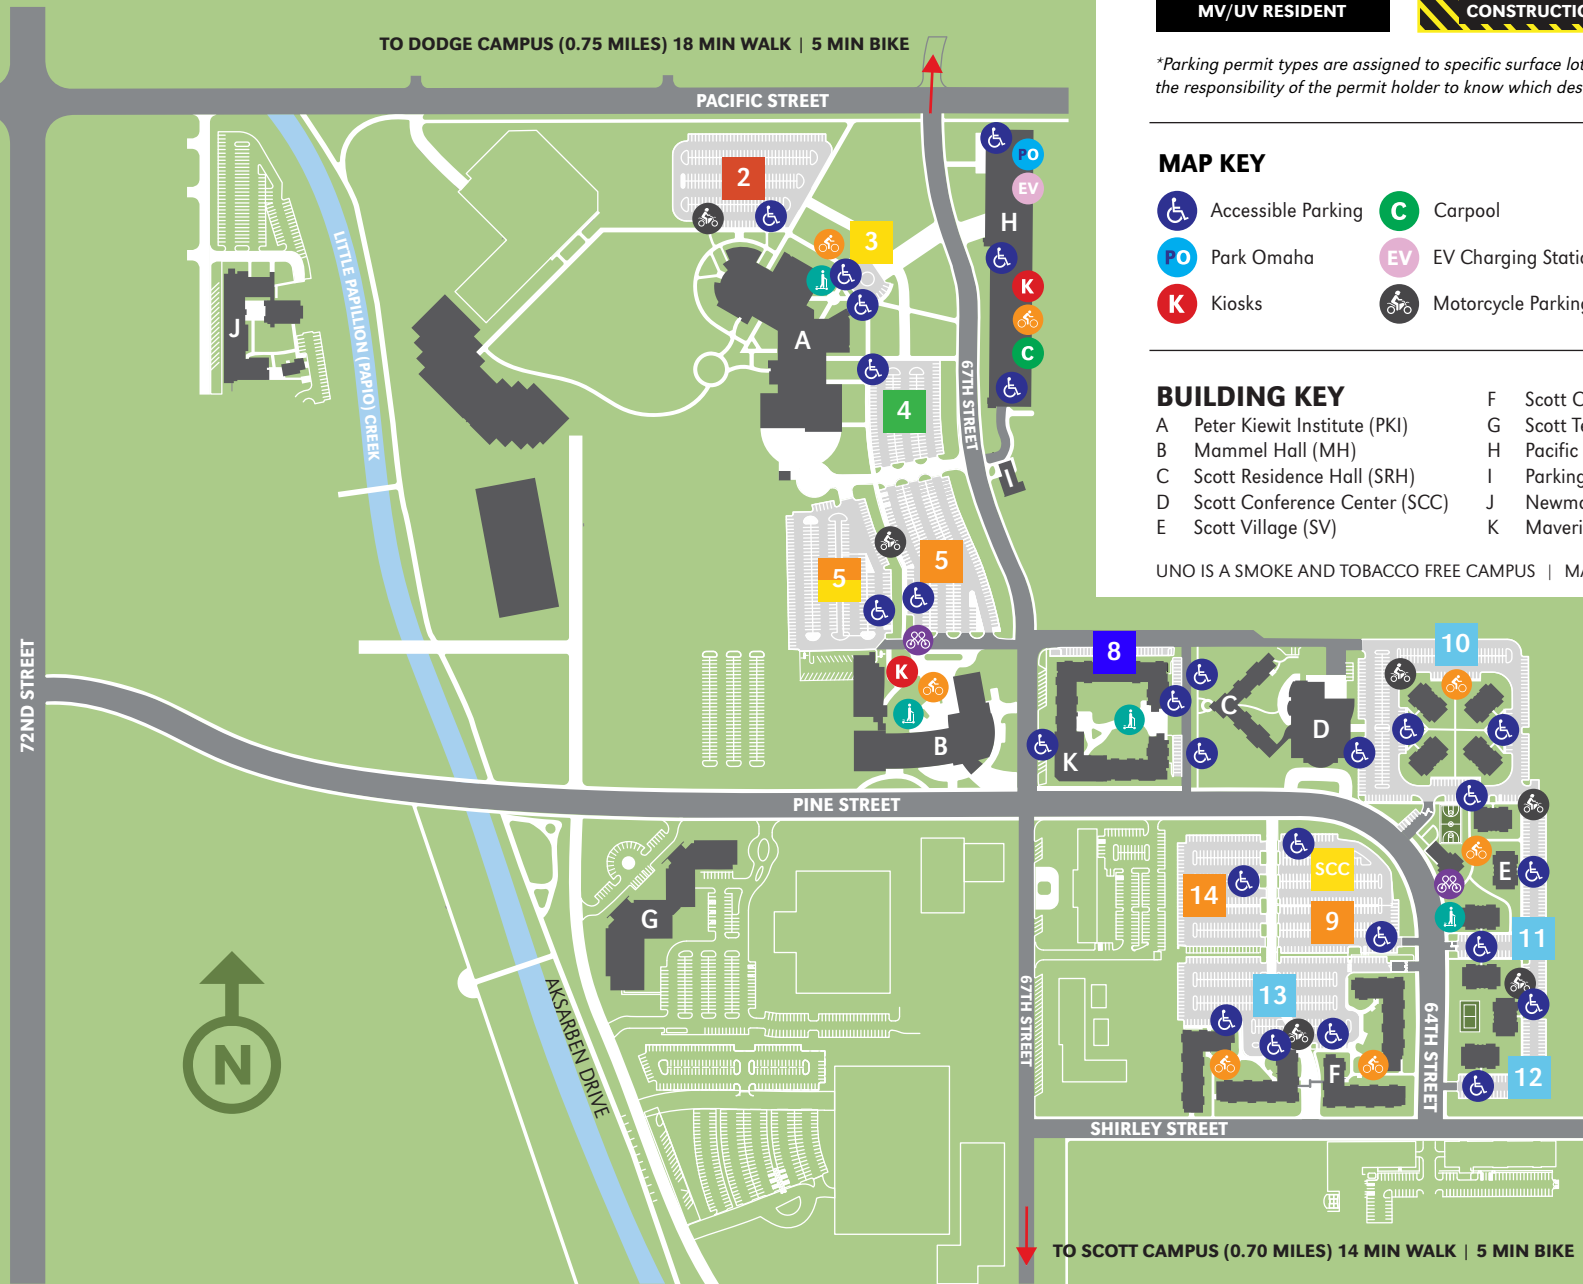 MV/UV RESIDENT
CONSTRUCTIO
TO DODGE CAMPUS (0.75 MILES) 18 MIN WALK | 5 MIN BIKE
*Parking permit types are assigned to specific surface lot
the responsibility of the permit holder to know which des
PACIFIC STREET
MAP KEY
Accessible Parking
C Carpool
PO Park Omaha
EV EV Charging Static
K Kiosks
Motorcycle Parking
BUILDING KEY
A Peter Kiewit Institute (PKI)
B Mammel Hall (MH)
C Scott Residence Hall (SRH)
D Scott Conference Center (SCC)
E Scott Village (SV)
F Scott C
G Scott Te
H Pacific
I Parking
J Newma
K Maveri
UNO IS A SMOKE AND TOBACCO FREE CAMPUS | MA
2
3
PO
EV
H
K
C
LITTLE PAPILLION (PAPIO) CREEK
J
A
4
67TH STREET
I
5
5
72ND STREET
K
B
8
K
C
D
10
PINE STREET
SCC
14
9
E
11
G
13
12
F
AKSARBEN DRIVE
67TH STREET
64TH STREET
N
SHIRLEY STREET
TO SCOTT CAMPUS (0.70 MILES) 14 MIN WALK | 5 MIN BIKE